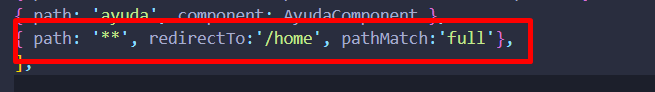 { path: 'ayuda', component: AyudaComponent },
{ path: '**', redirectTo:'/home', pathMatch:'full'},
];